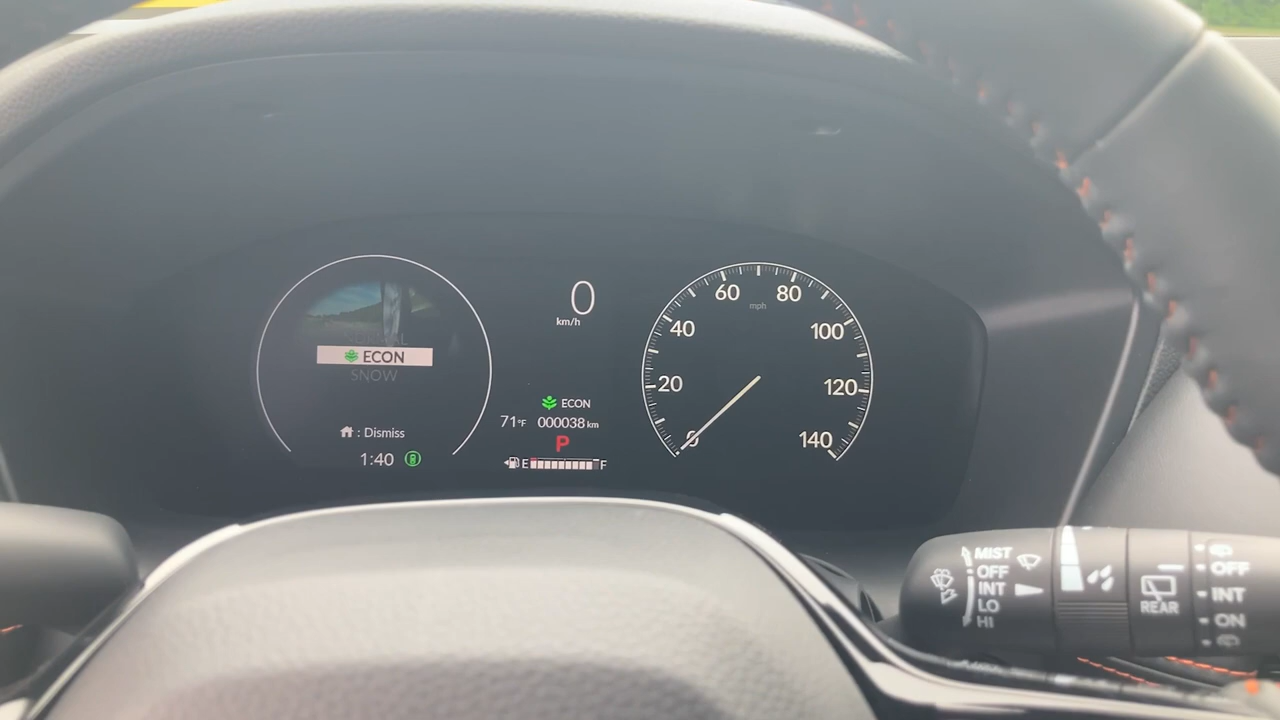 0
km/h
NORMAL
ECON
SNOW
: Dismiss
1:40
ECON
71°F 000038 km
P
E F
mph
0
20
40
60
80
100
120
140
MIST
OFF
INT
LO
HI
REAR
OFF
INT
ON